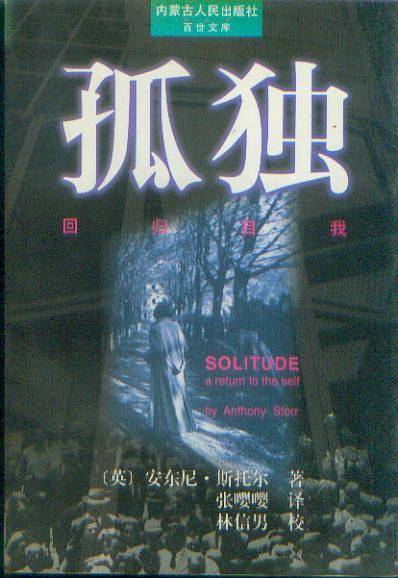 内蒙古人民出版社
百世文库
孤独
回归自我
SOLITUDE
a return to the self
by Anthony Storr
〔英〕安东尼·斯托尔 著
张嘤嘤 译
林信男 校